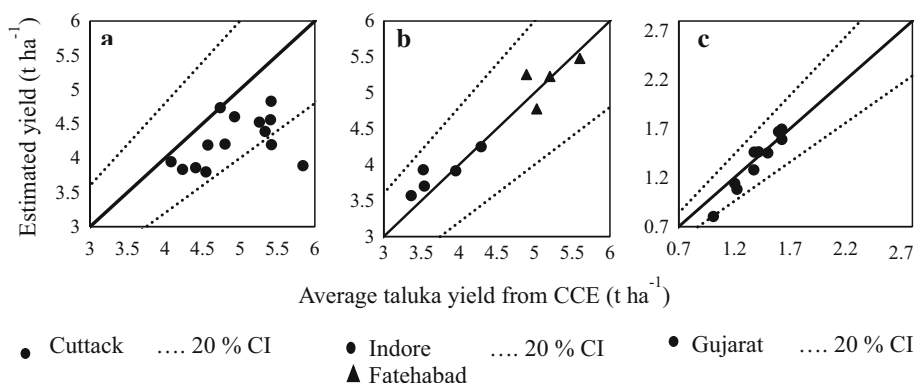 Estimated yield (t ha⁻¹)
a
6
5.5
5
4.5
4
3.5
3
3 3.5 4 4.5 5 5.5 6
b
6
5.5
5
4.5
4
3.5
3
3 3.5 4 4.5 5 5.5 6
c
2.7
2.2
1.7
1.2
0.7
0.7 1.2 1.7 2.2 2.7
Average taluka yield from CCE (t ha⁻¹)
Cuttack .... 20 % CI
Indore .... 20 % CI
Fatehabad
Gujarat .... 20 % CI